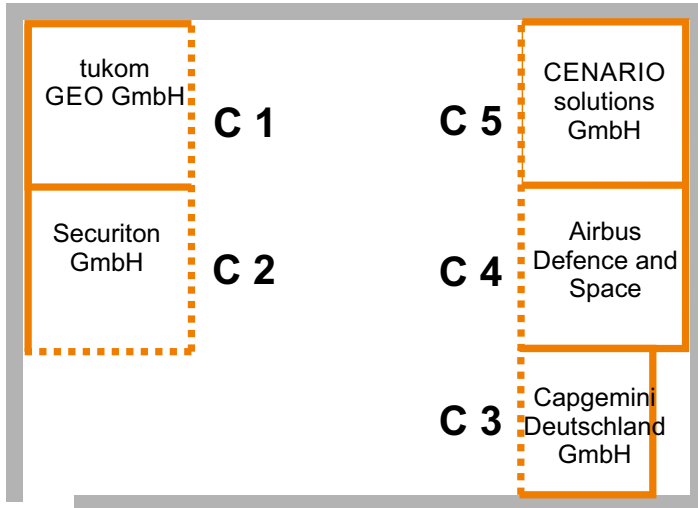 tukom
GEO GmbH
C 1
Securiton
GmbH
C 2
C 5
CENARIO
solutions
GmbH
C 4
Airbus
Defence and
Space
C 3
Capgemini
Deutschland
GmbH